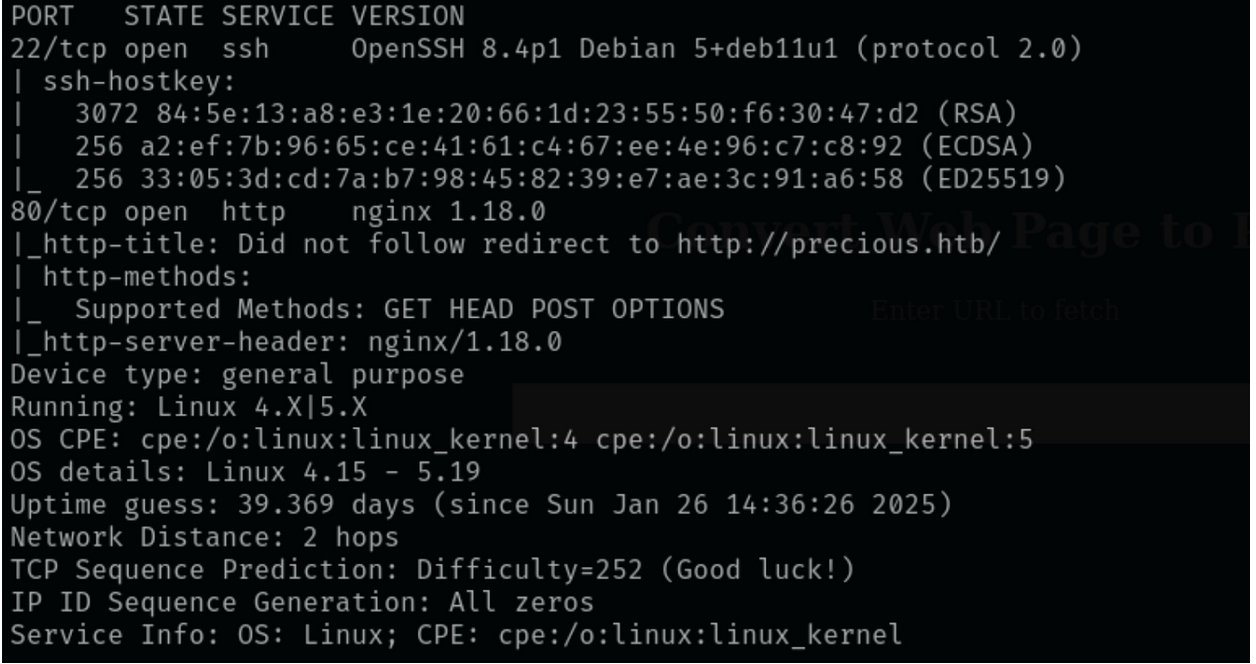 PORT   STATE SERVICE VERSION
22/tcp open  ssh     OpenSSH 8.4p1 Debian 5+deb11u1 (protocol 2.0)
| ssh-hostkey:
|   3072 84:5e:13:a8:e3:1e:20:66:1d:23:55:50:f6:30:47:d2 (RSA)
|   256 a2:ef:7b:96:65:ce:41:61:c4:67:ee:4e:96:c7:c8:92 (ECDSA)
|_  256 33:05:3d:cd:7a:b7:98:45:82:39:e7:ae:3c:91:a6:58 (ED25519)
80/tcp open  http    nginx 1.18.0
Convert Web Page to
|_http-title: Did not follow redirect to http://precious.htb/
| http-methods:
|_  Supported Methods: GET HEAD POST OPTIONS
Enter URL to fetch
|_http-server-header: nginx/1.18.0
Device type: general purpose
Running: Linux 4.X|5.X
OS CPE: cpe:/o:linux:linux_kernel:4 cpe:/o:linux:linux_kernel:5
OS details: Linux 4.15 - 5.19
Uptime guess: 39.369 days (since Sun Jan 26 14:36:26 2025)
Network Distance: 2 hops
TCP Sequence Prediction: Difficulty=252 (Good luck!)
IP ID Sequence Generation: All zeros
Service Info: OS: Linux; CPE: cpe:/o:linux:linux_kernel